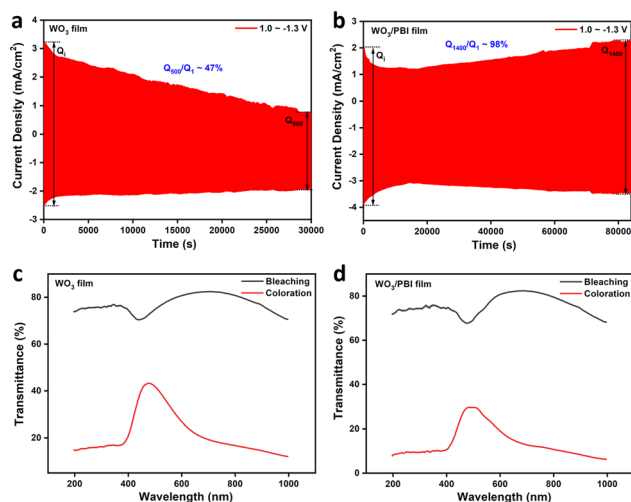 a
WO₃ film
1.0 ~ -1.3 V
Qᵢ
Q₅₀₀/Q₁ ~ 47%
Q₅₀₀
Current Density (mA/cm²)
4
3
2
1
0
-1
-2
-3
0 5000 10000 15000 20000 25000 30000
Time (s)
b
WO₃/PBI film
1.0 ~ -1.3 V
Qᵢ
Q₁₄₀₀/Q₁ ~ 98%
Q₁₄₀₀
Current Density (mA/cm²)
3
2
1
0
-1
-2
-3
-4
0 20000 40000 60000 80000
Time (s)
c
WO₃ film
Bleaching
Coloration
Transmittance (%)
80
60
40
20
200 400 600 800 1000
Wavelength (nm)
d
WO₃/PBI film
Bleaching
Coloration
Transmittance (%)
80
60
40
20
200 400 600 800 1000
Wavelength (nm)